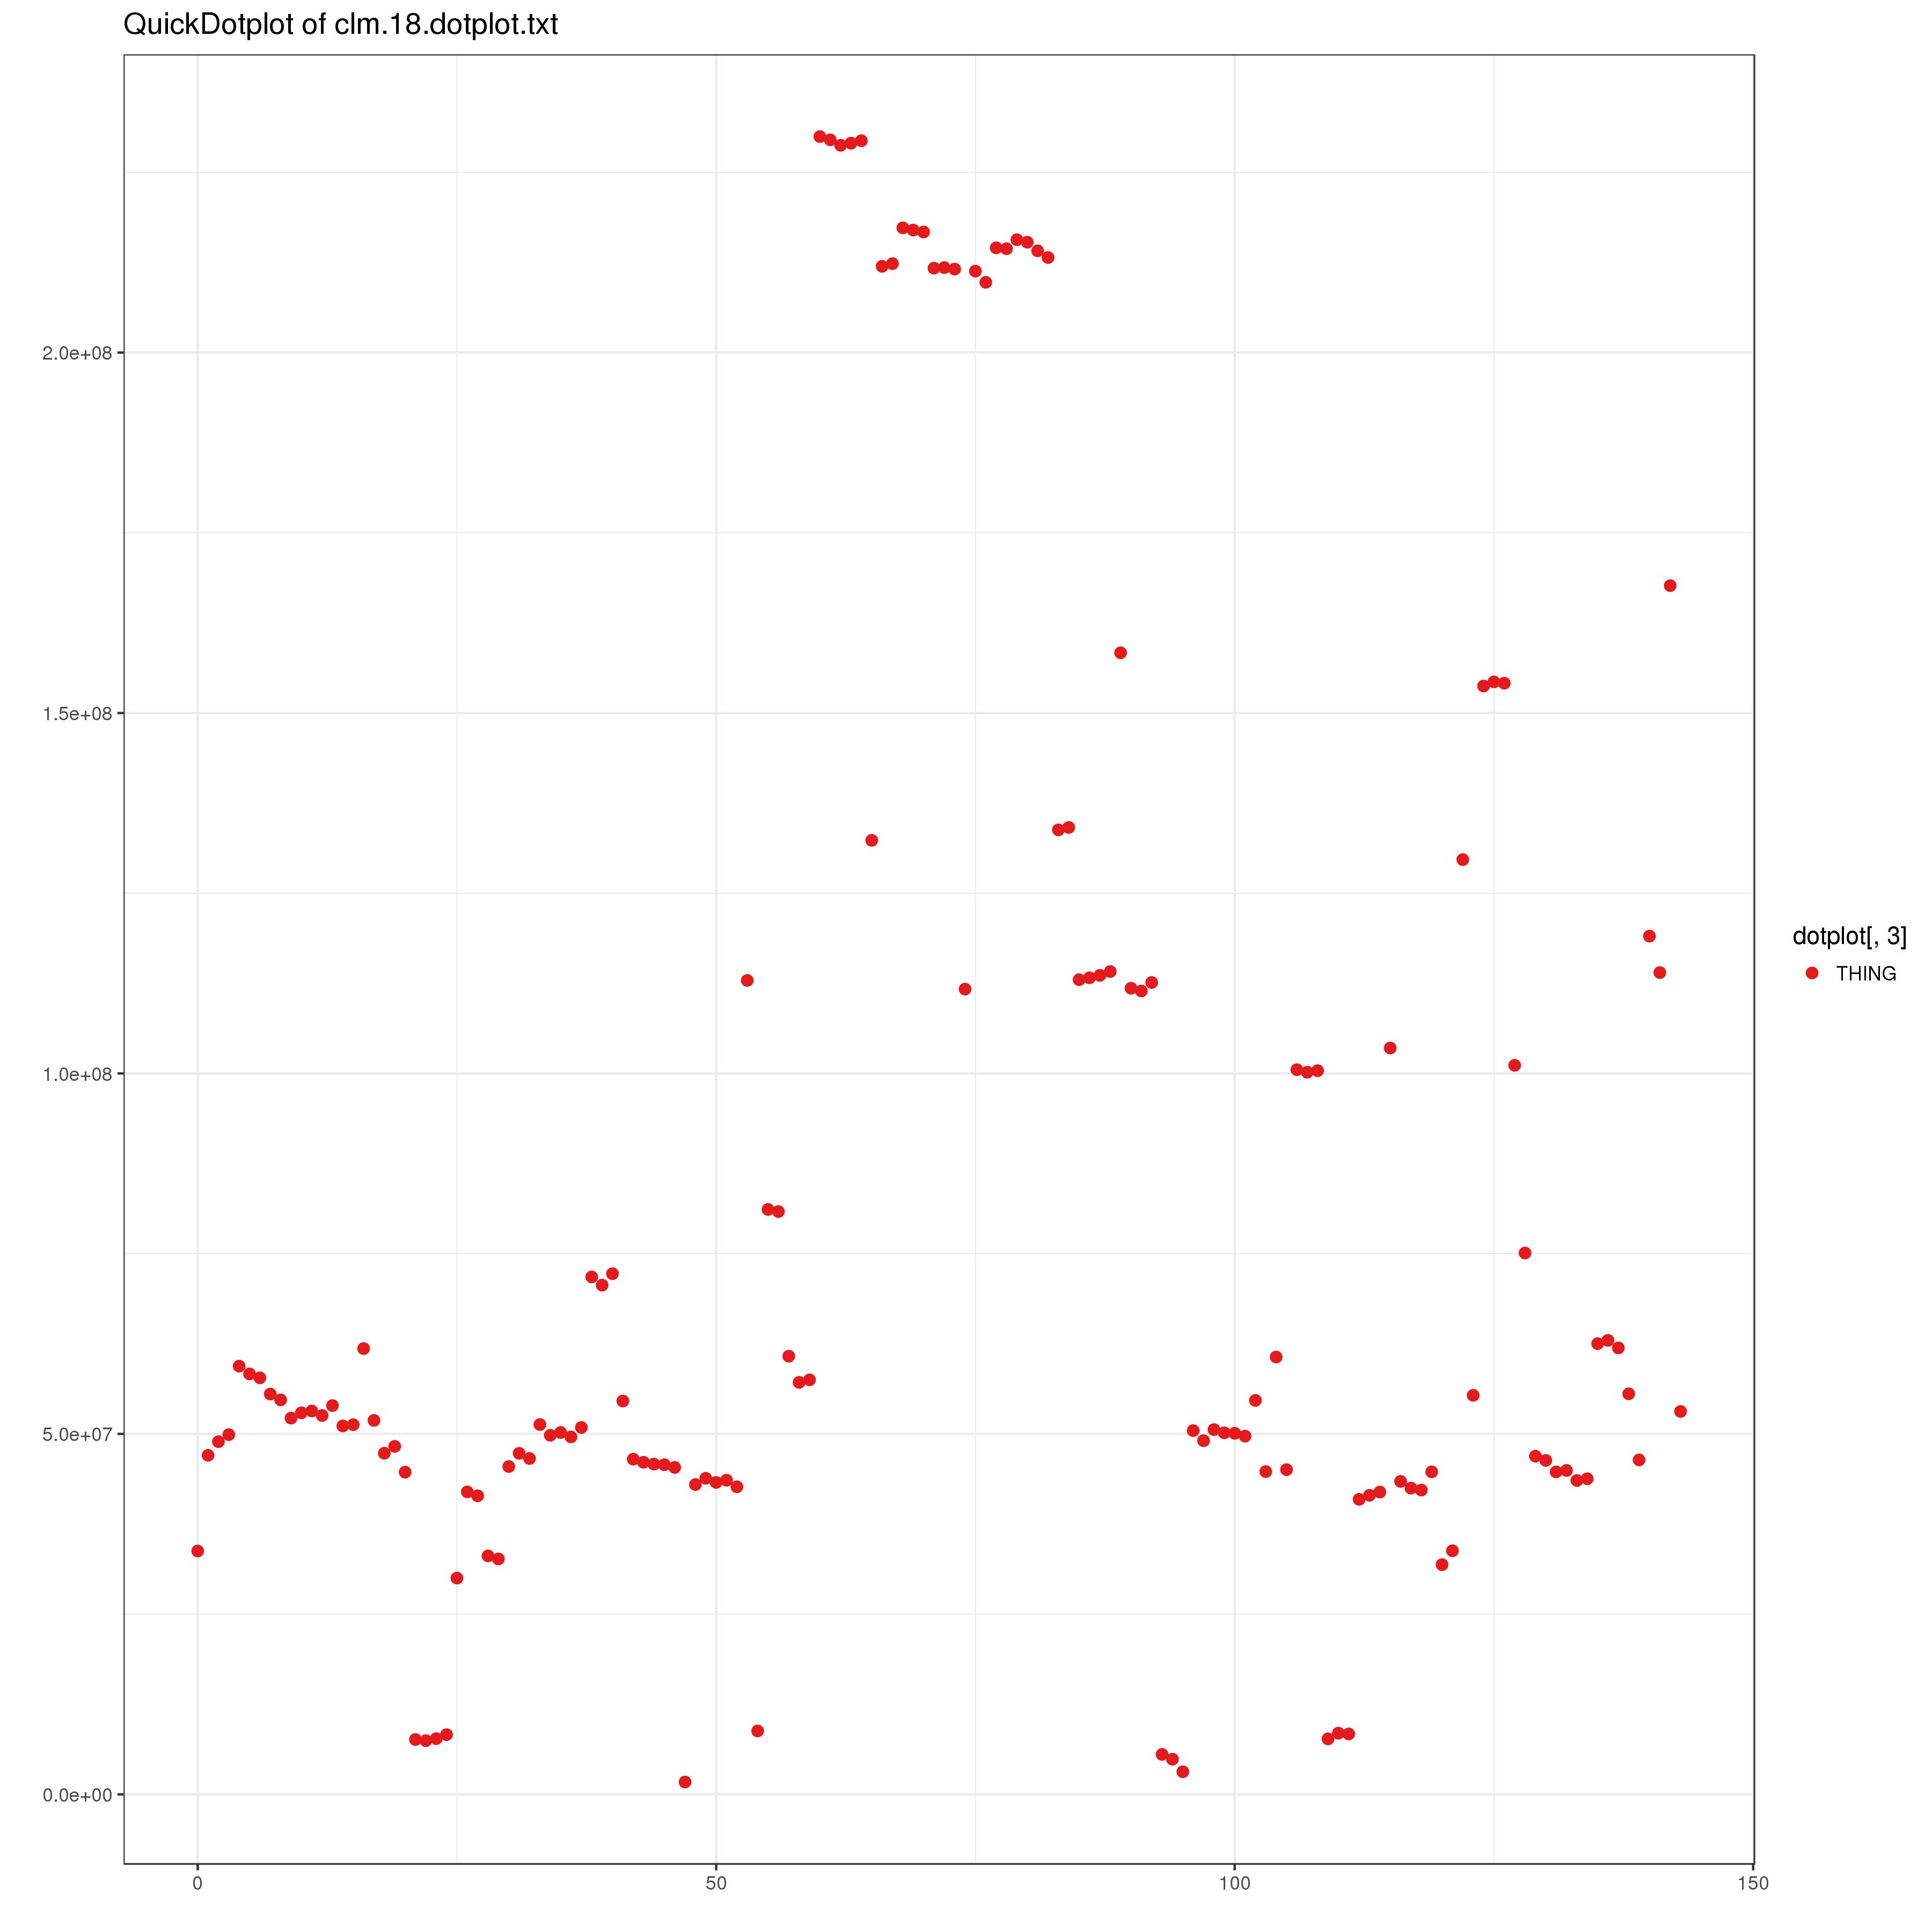 QuickDotplot of clm.18.dotplot.txt
2.0e+08
1.5e+08
1.0e+08
5.0e+07
0.0e+00
0
50
100
150
dotplot[, 3]
THING